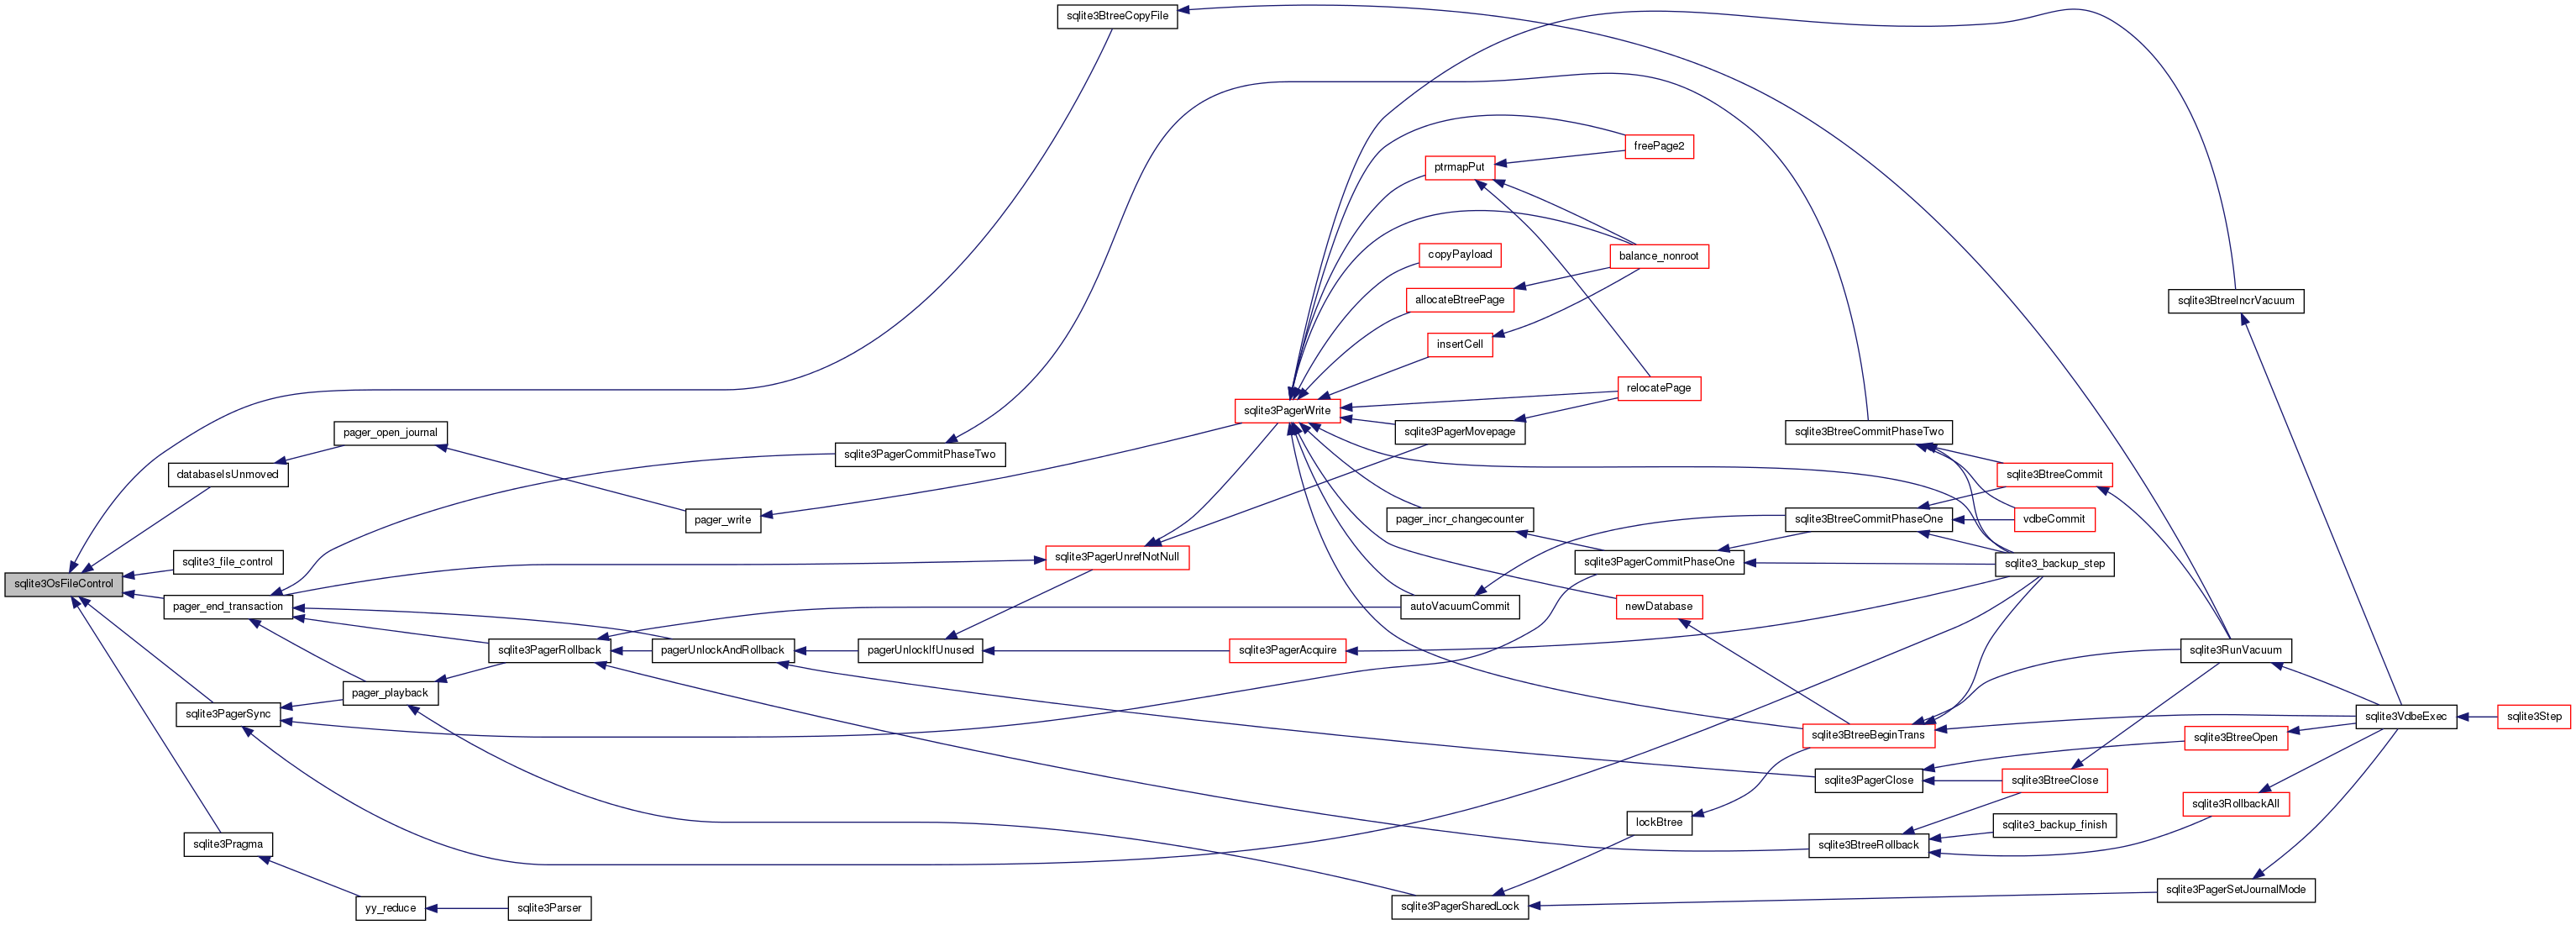 sqlite3BtreeCopyFile
freePage2
ptrmapPut
copyPayload
balance_nonroot
allocateBtreePage
sqlite3BtreeIncrVacuum
insertCell
relocatePage
sqlite3PagerWrite
sqlite3PagerMovepage
sqlite3BtreeCommitPhaseTwo
pager_open_journal
sqlite3PagerCommitPhaseTwo
databaseIsUnmoved
sqlite3BtreeCommit
pager_write
pager_incr_changecounter
sqlite3BtreeCommitPhaseOne
vdbeCommit
sqlite3_file_control
sqlite3PagerUnrefNotNull
sqlite3PagerCommitPhaseOne
sqlite3_backup_step
sqlite3OsFileControl
pager_end_transaction
autoVacuumCommit
newDatabase
sqlite3PagerRollback
pagerUnlockAndRollback
pagerUnlockIfUnused
sqlite3PagerAcquire
sqlite3RunVacuum
pager_playback
sqlite3PagerSync
sqlite3VdbeExec
sqlite3Step
sqlite3BtreeBeginTrans
sqlite3BtreeOpen
sqlite3PagerClose
sqlite3BtreeClose
sqlite3RollbackAll
lockBtree
sqlite3_backup_finish
sqlite3Pragma
sqlite3BtreeRollback
sqlite3PagerSetJournalMode
yy_reduce
sqlite3Parser
sqlite3PagerSharedLock